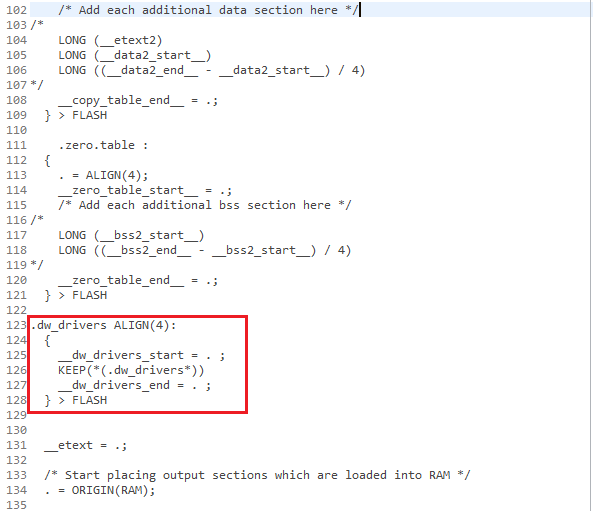 102     /* Add each additional data section here */
103 /*
104     LONG (__etext2)
105     LONG (__data2_start__)
106     LONG ((__data2_end__ - __data2_start__) / 4)
107 */
108     __copy_table_end__ = .;
109   } > FLASH
110
111     .zero.table :
112   {
113     . = ALIGN(4);
114     __zero_table_start__ = .;
115     /* Add each additional bss section here */
116 /*
117     LONG (__bss2_start__)
118     LONG ((__bss2_end__ - __bss2_start__) / 4)
119 */
120     __zero_table_end__ = .;
121   } > FLASH
122
123 .dw_drivers ALIGN(4):
124   {
125     __dw_drivers_start = . ;
126     KEEP(*(.dw_drivers*))
127     __dw_drivers_end = . ;
128   } > FLASH
129
130
131   __etext = .;
132
133   /* Start placing output sections which are loaded into RAM */
134   . = ORIGIN(RAM);
135